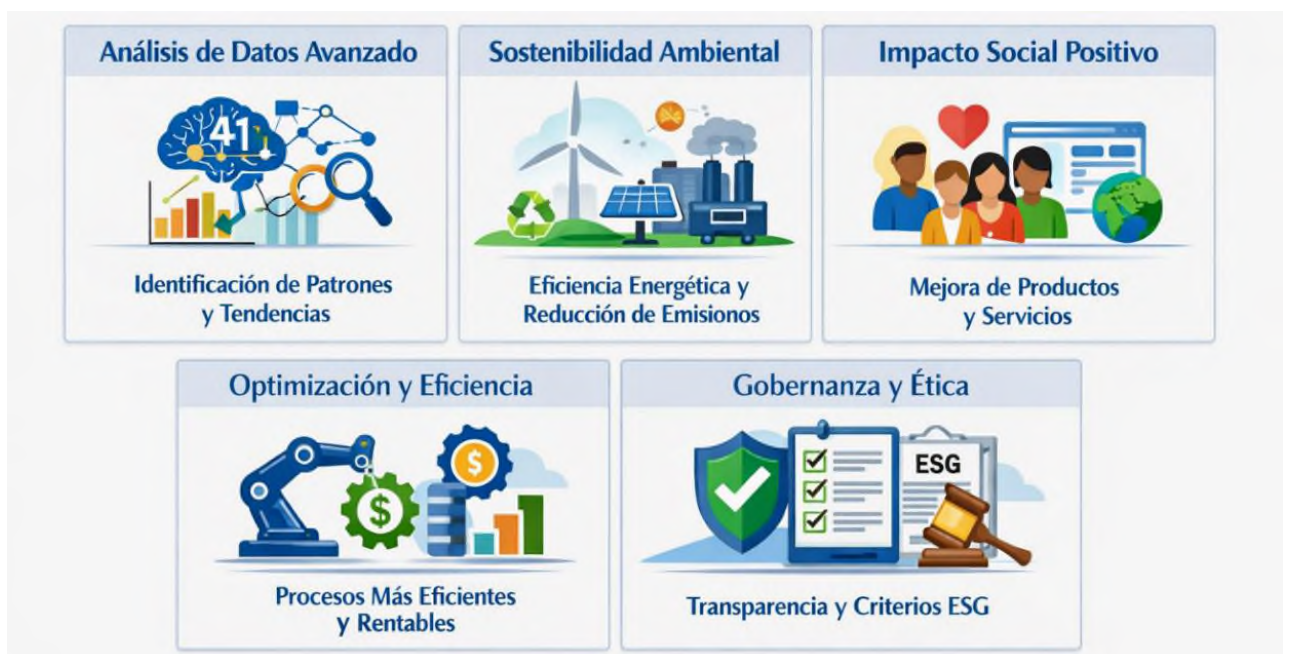 Análisis de Datos Avanzado
Sostenibilidad Ambiental
Impacto Social Positivo
41
Identificación de Patrones
y Tendencias
Eficiencia Energética y
Reducción de Emisionos
Mejora de Productos
y Servicios
Optimización y Eficiencia
Gobernanza y Ética
$
$
ESG
Procesos Más Eficientes
y Rentables
Transparencia y Criterios ESG